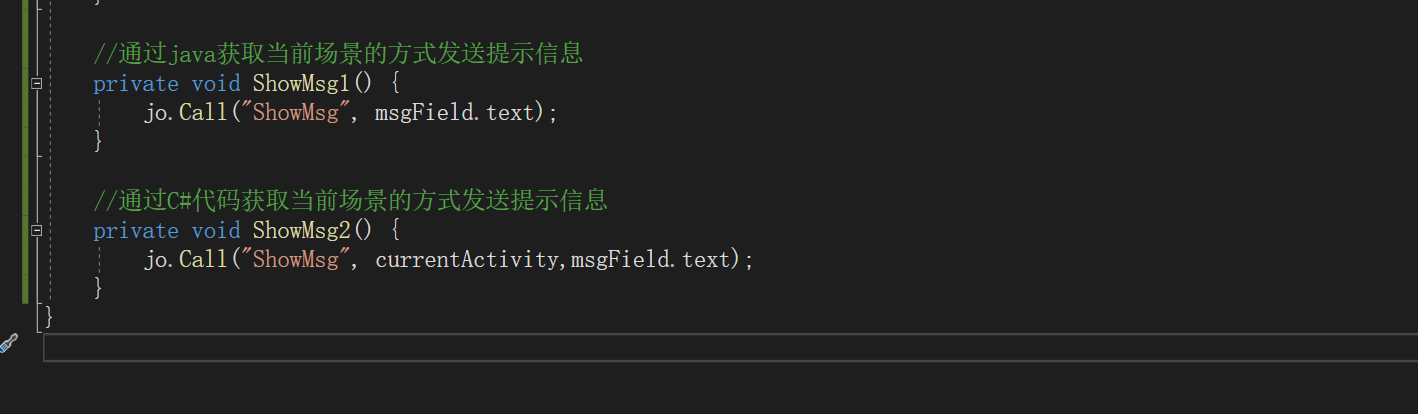 }
//通过java获取当前场景的方式发送提示信息
private void ShowMsg1() {
jo.Call("ShowMsg", msgField.text);
}
//通过C#代码获取当前场景的方式发送提示信息
private void ShowMsg2() {
jo.Call("ShowMsg", currentActivity,msgField.text);
}
}